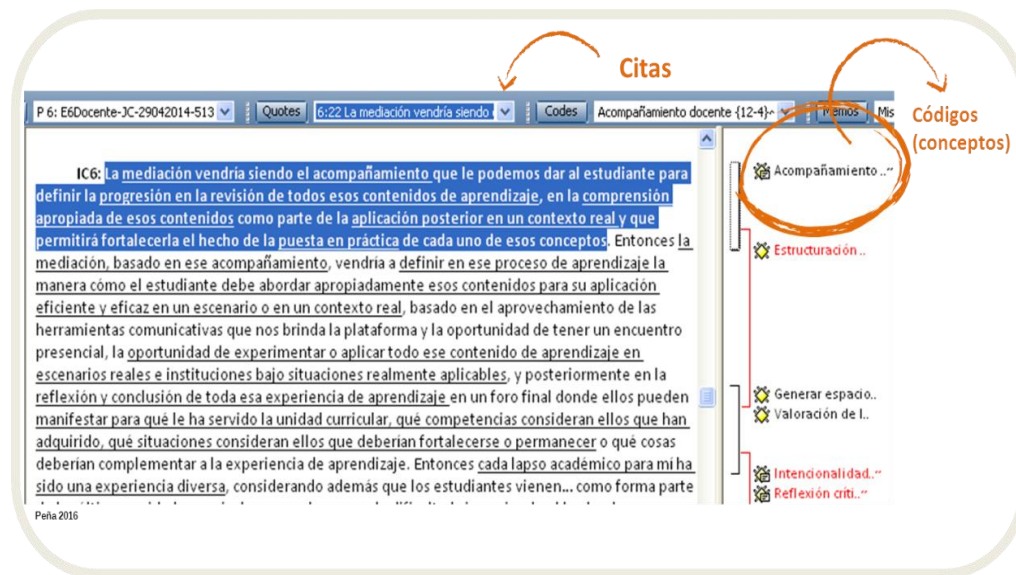 Citas
Códigos
(conceptos)
P 6: E6Docente-JC-29042014-513 Quotes 6:22 La mediación vendría siendo Codes Acompañamiento docente {12-4}~ Memos Mis
IC6: La mediación vendría siendo el acompañamiento que le podemos dar al estudiante para
definir la progresión en la revisión de todos esos contenidos de aprendizaje, en la comprensión
apropiada de esos contenidos como parte de la aplicación posterior en un contexto real y que
permitirá fortalecerla el hecho de la puesta en práctica de cada uno de esos conceptos. Entonces la
mediación, basado en ese acompañamiento, vendría a definir en ese proceso de aprendizaje la
manera cómo el estudiante debe abordar apropiadamente esos contenidos para su aplicación
eficiente y eficaz en un escenario o en un contexto real, basado en el aprovechamiento de las
herramientas comunicativas que nos brinda la plataforma y la oportunidad de tener un encuentro
presencial, la oportunidad de experimentar o aplicar todo ese contenido de aprendizaje en
escenarios reales e instituciones bajo situaciones realmente aplicables, y posteriormente en la
reflexión y conclusión de toda esa experiencia de aprendizaje en un foro final donde ellos pueden
manifestar para qué le ha servido la unidad curricular, qué competencias consideran ellos que han
adquirido, qué situaciones consideran ellos que deberían fortalecerse o permanecer o qué cosas
deberían complementar a la experiencia de aprendizaje. Entonces cada lapso académico para mí ha
sido una experiencia diversa, considerando además que los estudiantes vienen... como forma parte
Acompañamiento ..~
Estructuración ..
Generar espacio..
Valoración de l..
Intencionalidad..~
Reflexión críti..~
Peña 2016